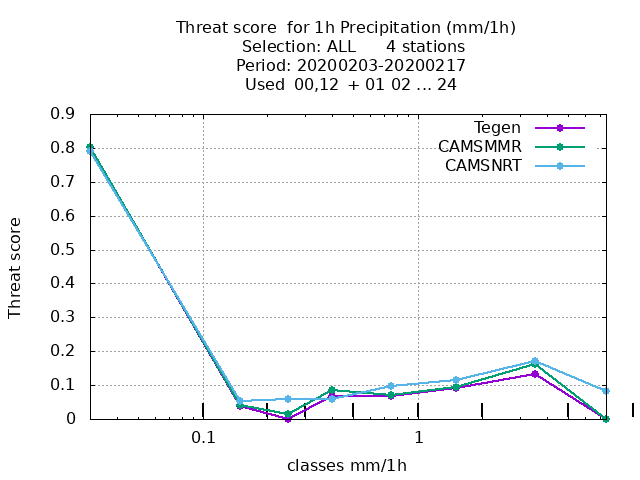 Threat score  for 1h Precipitation (mm/1h)
Selection: ALL      4 stations
Period: 20200203-20200217
Used  00,12  + 01 02 ... 24
Tegen
CAMSMMR
CAMSNRT
0.9
0.8
0.7
0.6
0.5
0.4
0.3
0.2
0.1
0
Threat score
0.1
1
classes mm/1h